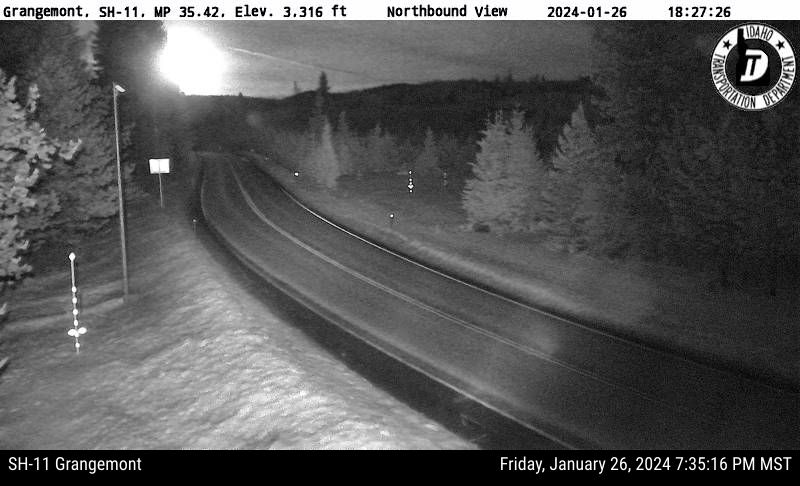 Grangemont, SH-11, MP 35.42, Elev. 3,316 ft Northbound View 2024-01-26 18:27:26
IDAHO
TRANSPORTATION DEPARTMENT
SH-11 Grangemont Friday, January 26, 2024 7:35:16 PM MST